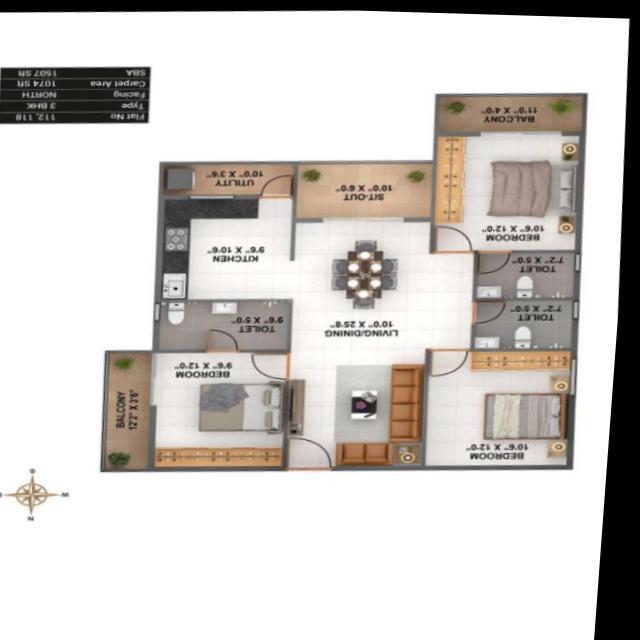 N
W
S
BEDROOM
10'6" X 12'0"
BALCONY
12'2" X 3'6"
BEDROOM
9'6" X 12'0"
LIVING/DINING
10'0" X 25'8"
TOILET
7'2" X 5'0"
TOILET
9'6" X 5'0"
TOILET
7'2" X 5'0"
KITCHEN
9'6" X 10'6"
BEDROOM
10'6" X 12'0"
SIT-OUT
10'0" X 6'0"
UTILITY
10'0" X 3'6"
BALCONY
11'0" X 4'0"
Flat No 112, 118
Type 3 BHK
Facing NORTH
Carpet Area 1074 Sft
SBA 1507 Sft